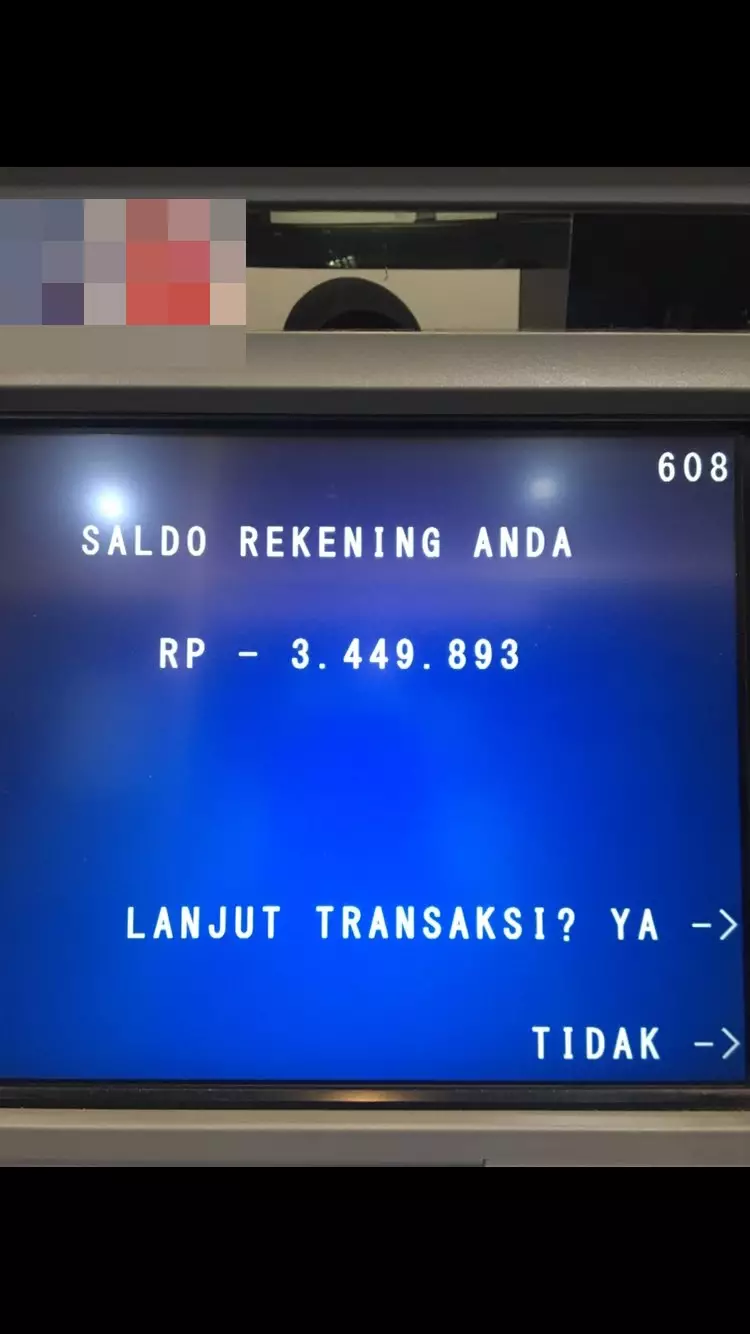 608
SALDO REKENING ANDA
RP - 3.449.893
LANJUT TRANSAKSI? YA ->
TIDAK ->